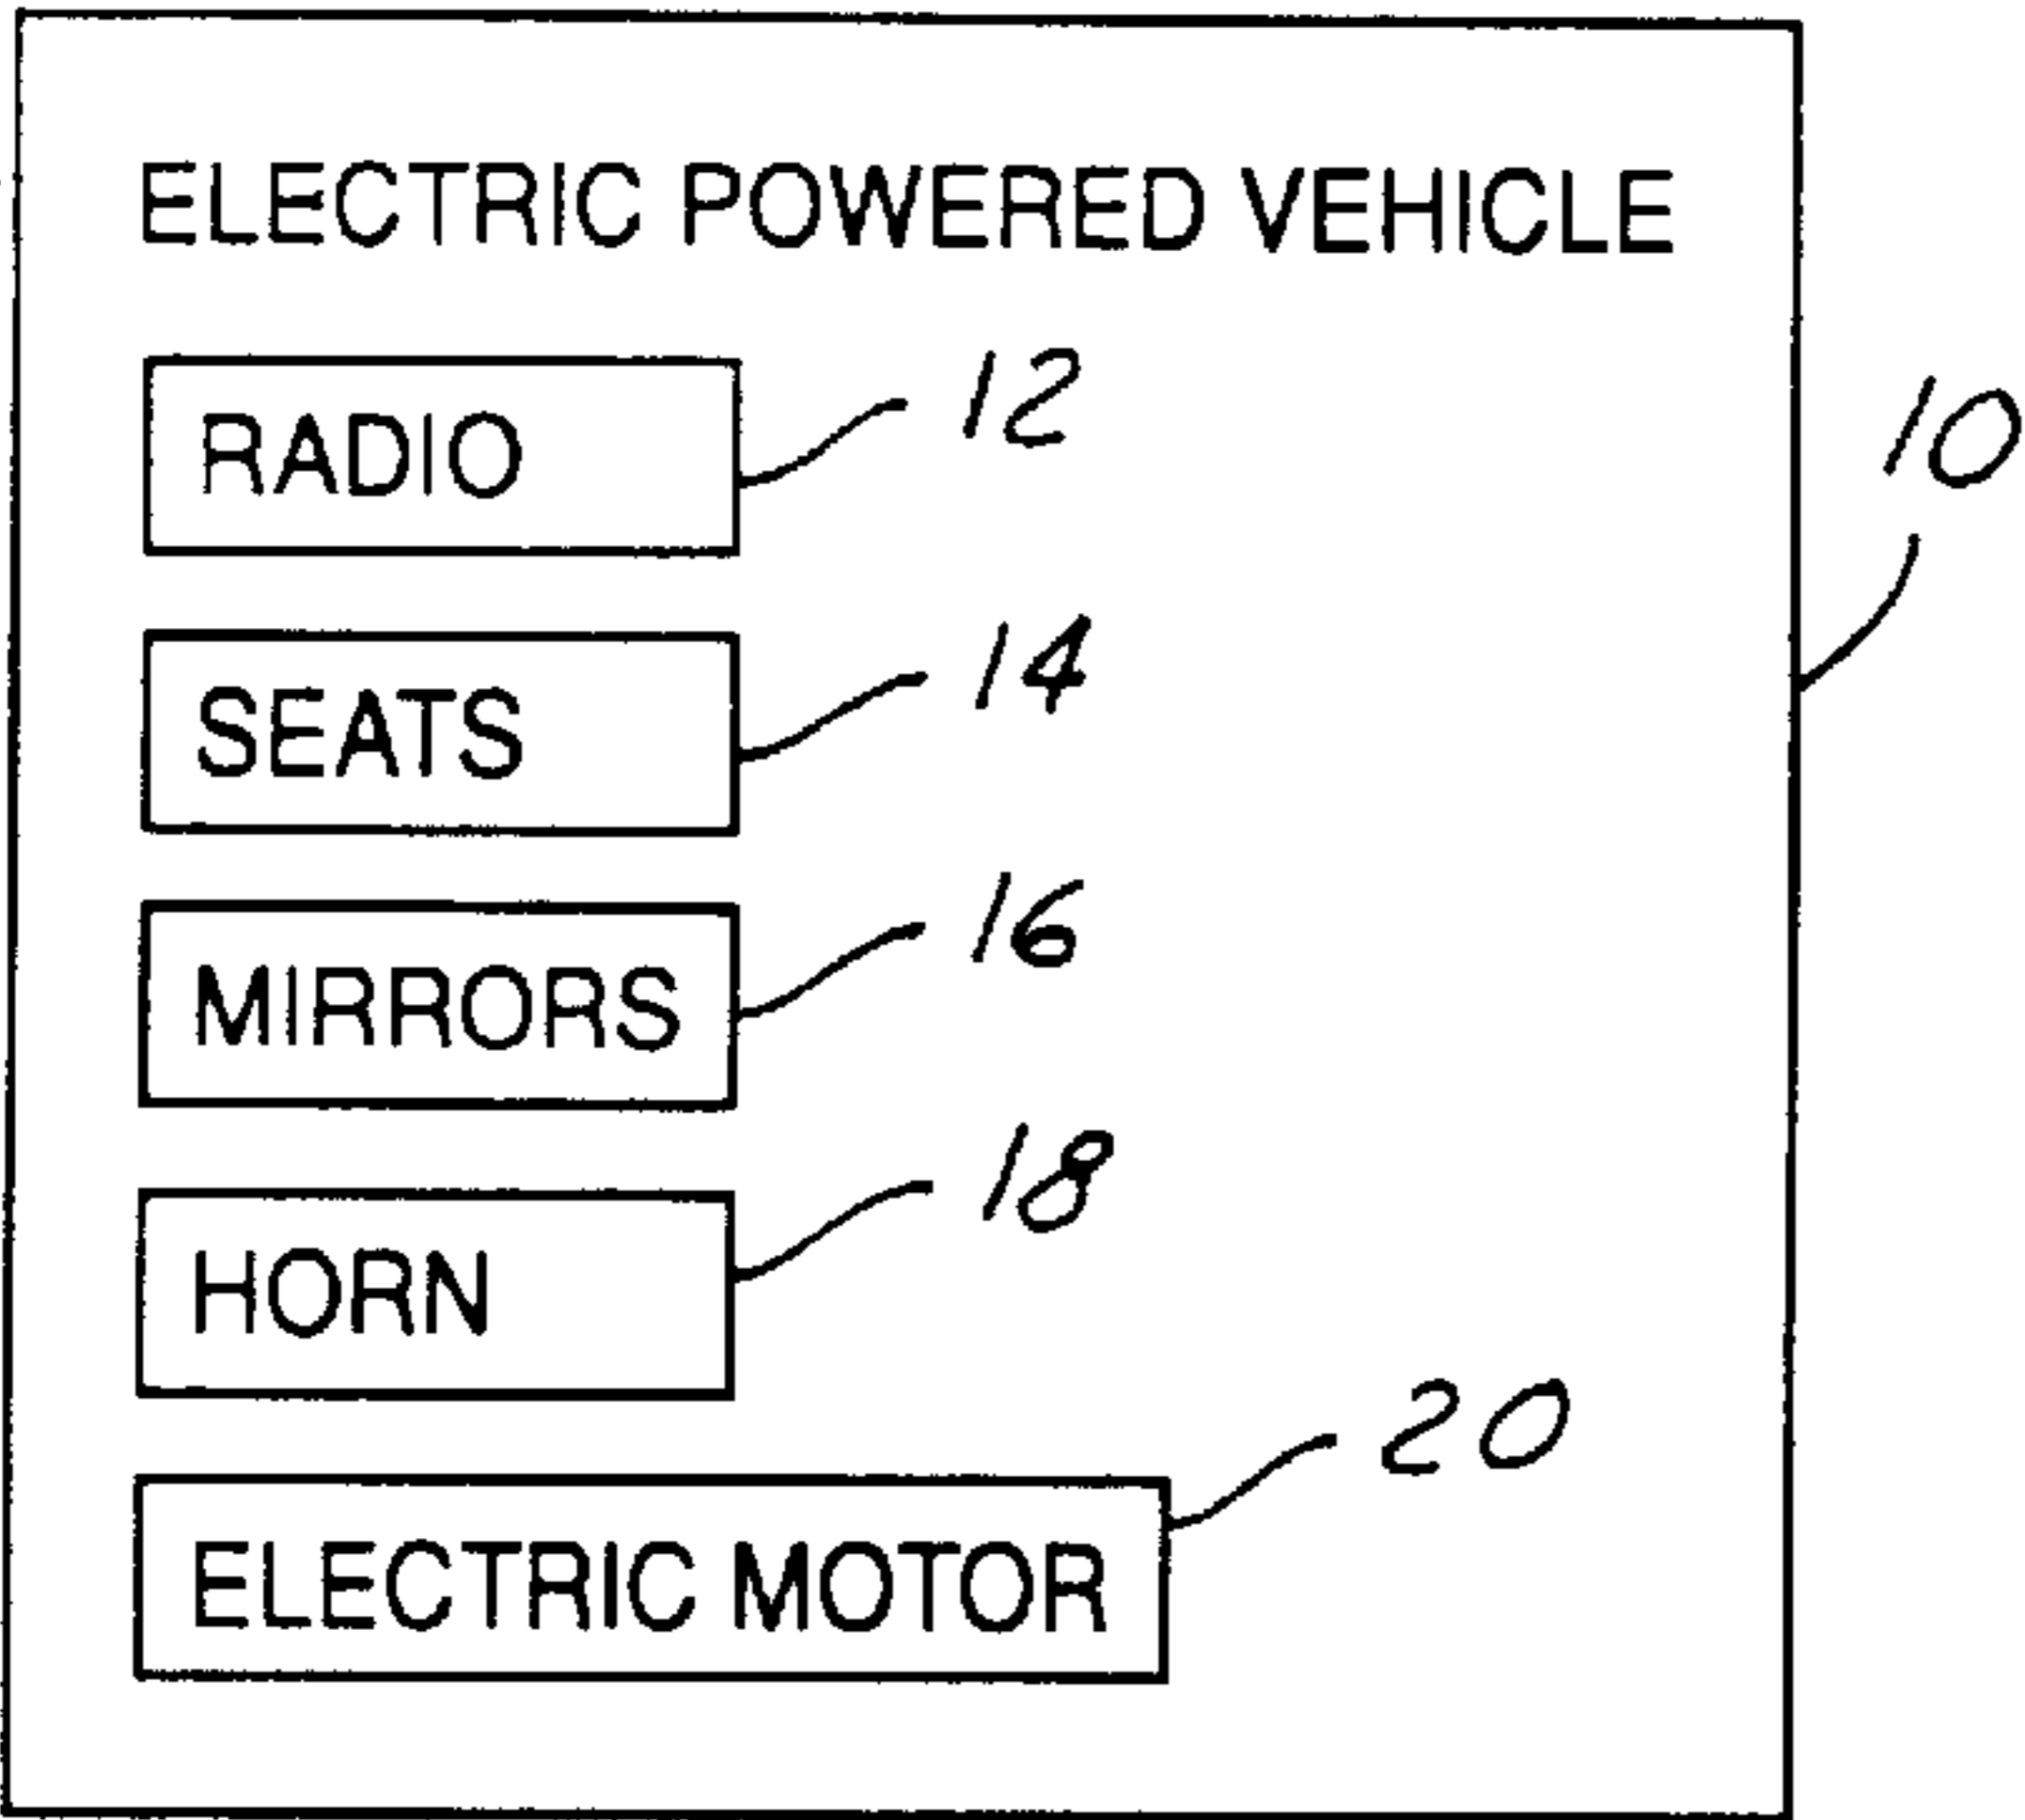 ELECTRIC POWERED VEHICLE
RADIO 12
10
SEATS 14
MIRRORS 16
HORN 18
ELECTRIC MOTOR 20